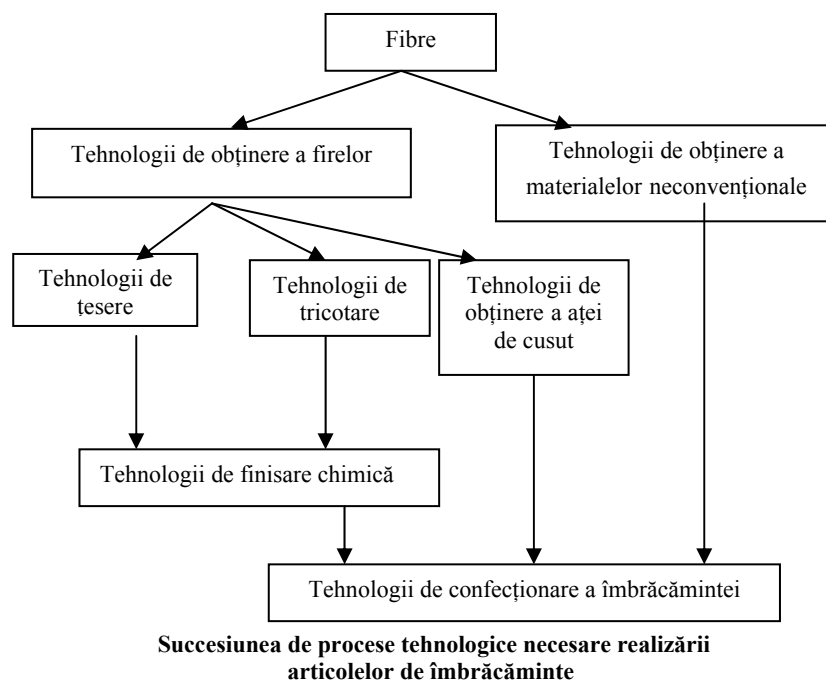 Fibre
Tehnologii de obținere a firelor
Tehnologii de obținere a
materialelor neconvenționale
Tehnologii de
țesere
Tehnologii de
tricotare
Tehnologii de
obținere a aței
de cusut
Tehnologii de finisare chimică
Tehnologii de confecționare a îmbrăcămintei
Succesiunea de procese tehnologice necesare realizării
articolelor de îmbrăcăminte